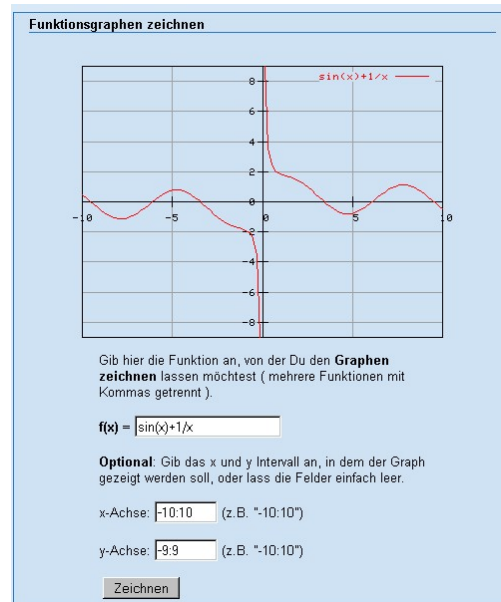 Funktionsgraphen zeichnen
sin(x)+1/x
8
6
4
2
0
-10 -5 0 5 10
-2
-4
-6
-8
Gib hier die Funktion an, von der Du den Graphen
zeichnen lassen möchtest ( mehrere Funktionen mit
Kommas getrennt ).
f(x) = sin(x)+1/x
Optional: Gib das x und y Intervall an, in dem der Graph
gezeigt werden soll, oder lass die Felder einfach leer.
x-Achse: -10:10 (z.B. "-10:10")
y-Achse: -9:9 (z.B. "-10:10")
Zeichnen